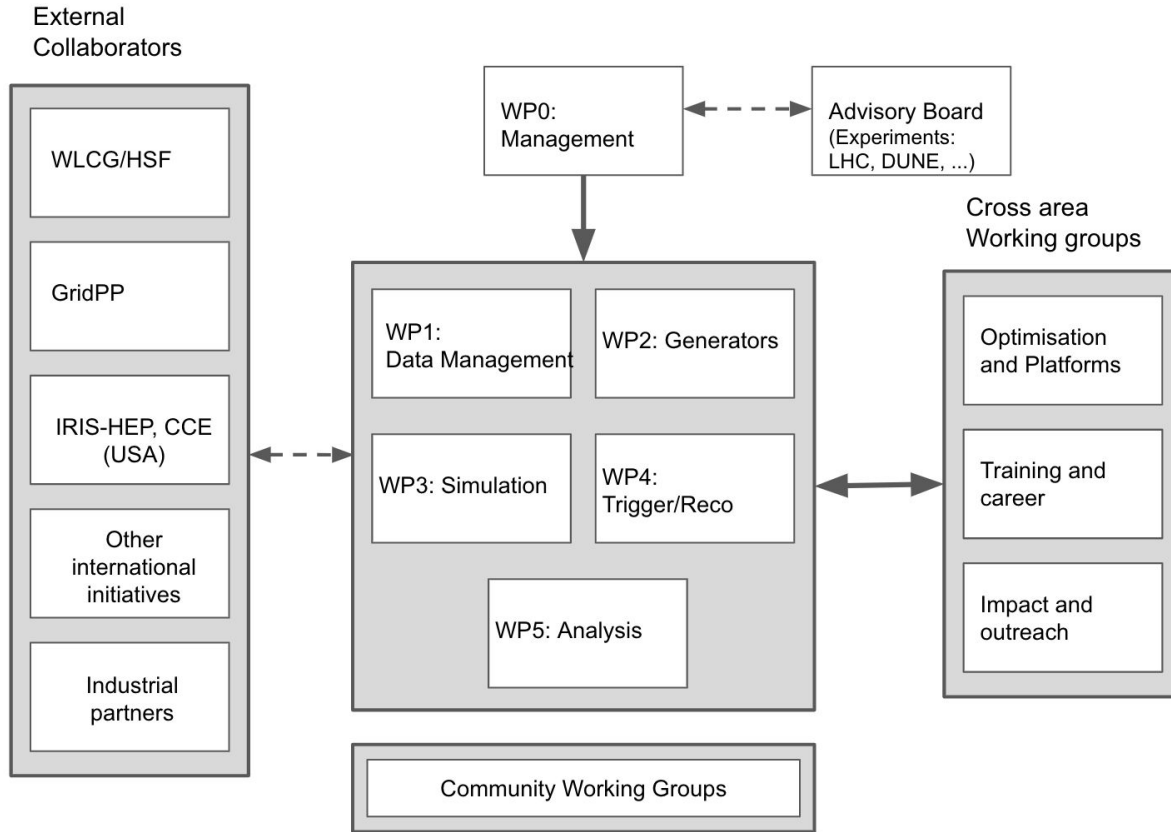 External
Collaborators
WLCG/HSF
GridPP
IRIS-HEP, CCE
(USA)
Other
international
initiatives
Industrial
partners
WP0:
Management
Advisory Board
(Experiments:
LHC, DUNE, ...)
WP1:
Data Management
WP2: Generators
WP3: Simulation
WP4:
Trigger/Reco
WP5: Analysis
Community Working Groups
Cross area
Working groups
Optimisation
and Platforms
Training and
career
Impact and
outreach